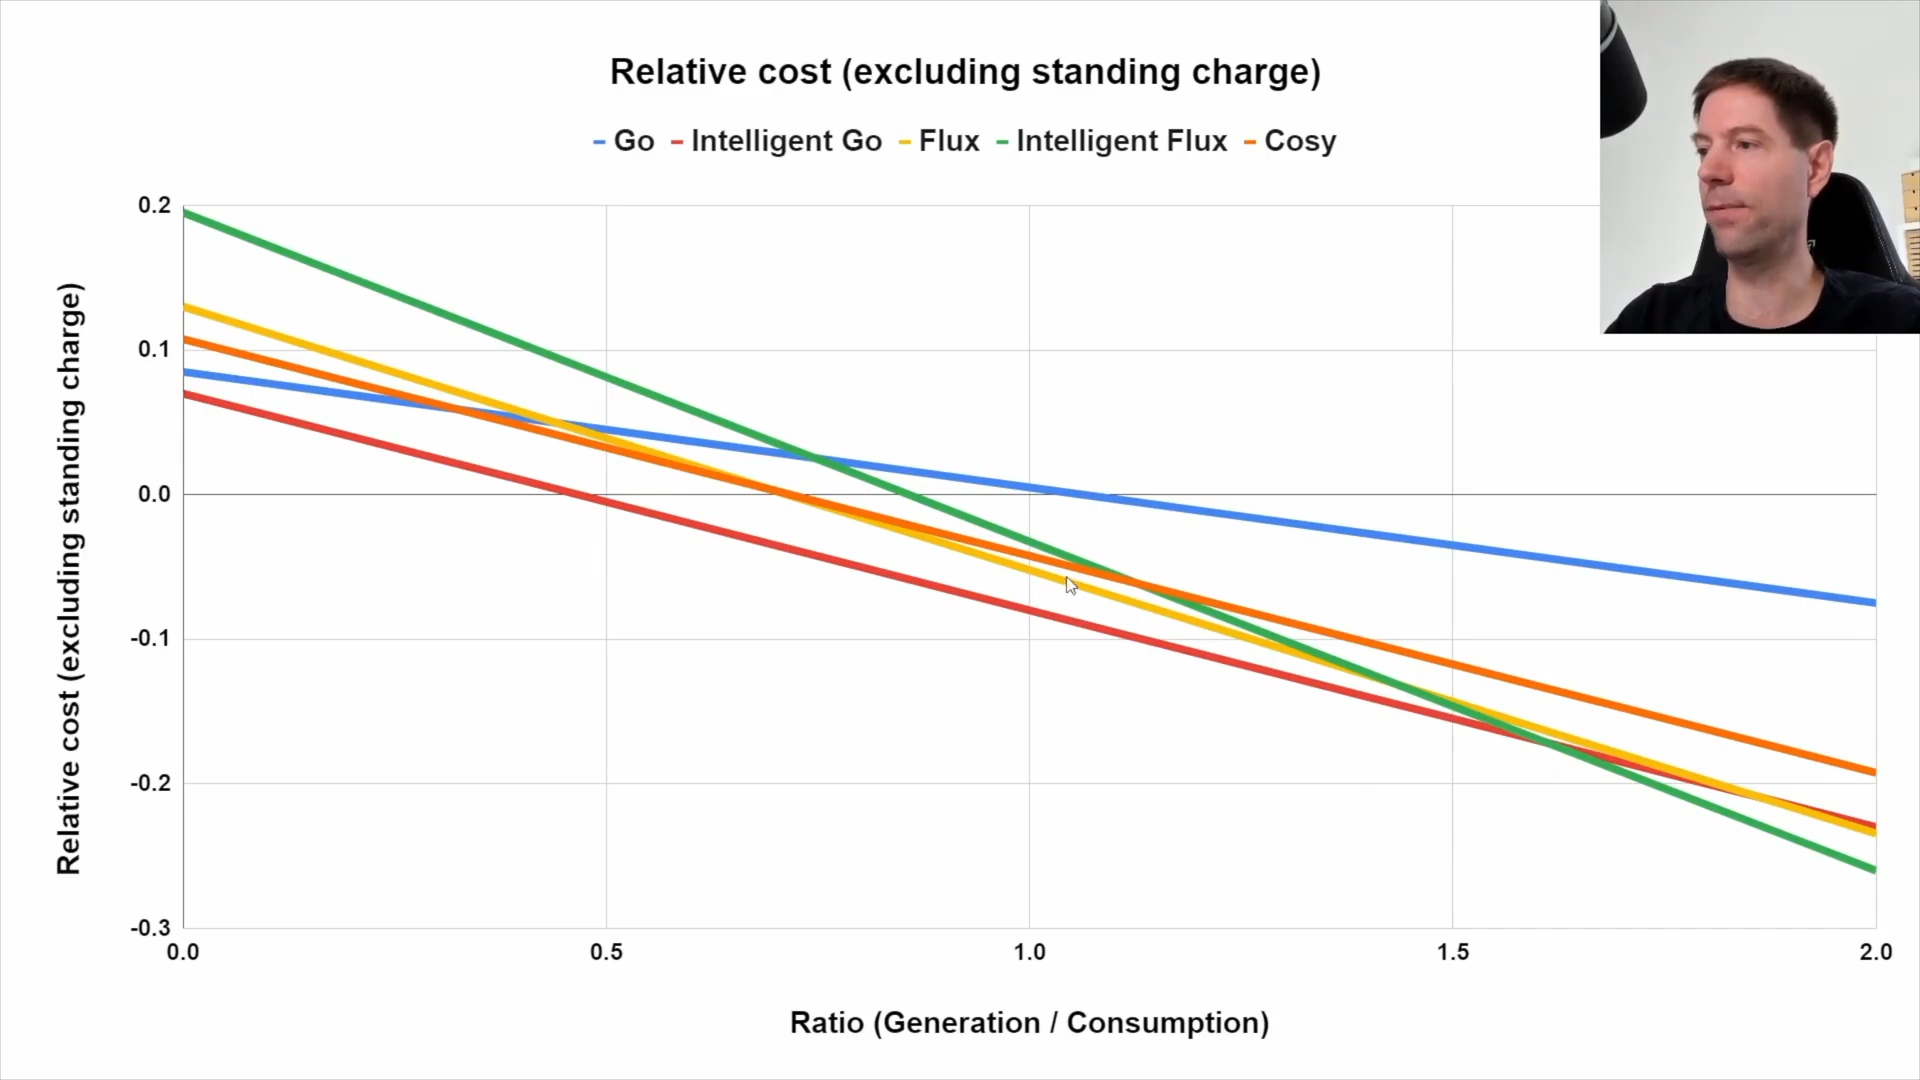 Relative cost (excluding standing charge)
Go Intelligent Go Flux Intelligent Flux Cosy
Relative cost (excluding standing charge)
0.2
0.1
0.0
-0.1
-0.2
-0.3
0.0 0.5 1.0 1.5 2.0
Ratio (Generation / Consumption)